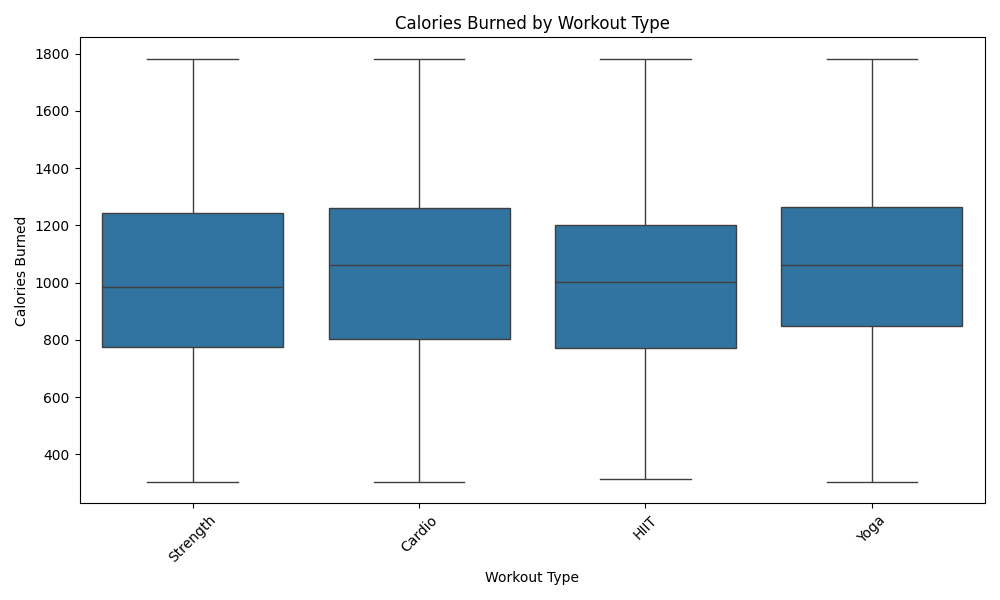 Calories Burned by Workout Type
1800
1600
1400
1200
1000
800
600
400
Calories Burned
Strength
Cardio
HIIT
Yoga
Workout Type